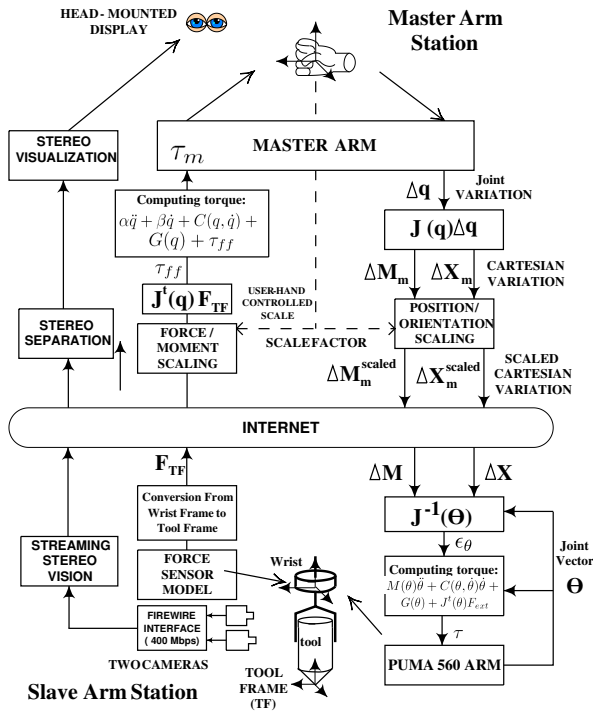 HEAD - MOUNTED
DISPLAY
Master Arm
Station
STEREO
VISUALIZATION
MASTER ARM
τm
Δq
Joint
VARIATION
Computing torque:
αq̈ + βq̇ + C(q, q̇) +
G(q) + τff
J (q)Δq
τff
ΔMm
ΔXm
CARTESIAN
VARIATION
Jᵗ(q) FTF
USER-HAND
CONTROLLED
SCALE
POSITION/
ORIENTATION
SCALING
STEREO
SEPARATION
FORCE /
MOMENT
SCALING
SCALE FACTOR
ΔMm scaled
ΔXm scaled
SCALED
CARTESIAN
VARIATION
INTERNET
FTF
ΔM
ΔX
Conversion From
Wrist Frame to
Tool Frame
J⁻¹(Θ)
STREAMING
STEREO
VISION
FORCE
SENSOR
MODEL
Wrist
ϵθ
Joint
Vector
Θ
Computing torque:
M(θ)θ̈ + C(θ, θ̇)θ̇ +
G(θ) + Jᵗ(θ)Fext
FIREWIRE
INTERFACE
( 400 Mbps)
tool
τ
TWO CAMERAS
PUMA 560 ARM
Slave Arm Station
TOOL
FRAME
(TF)